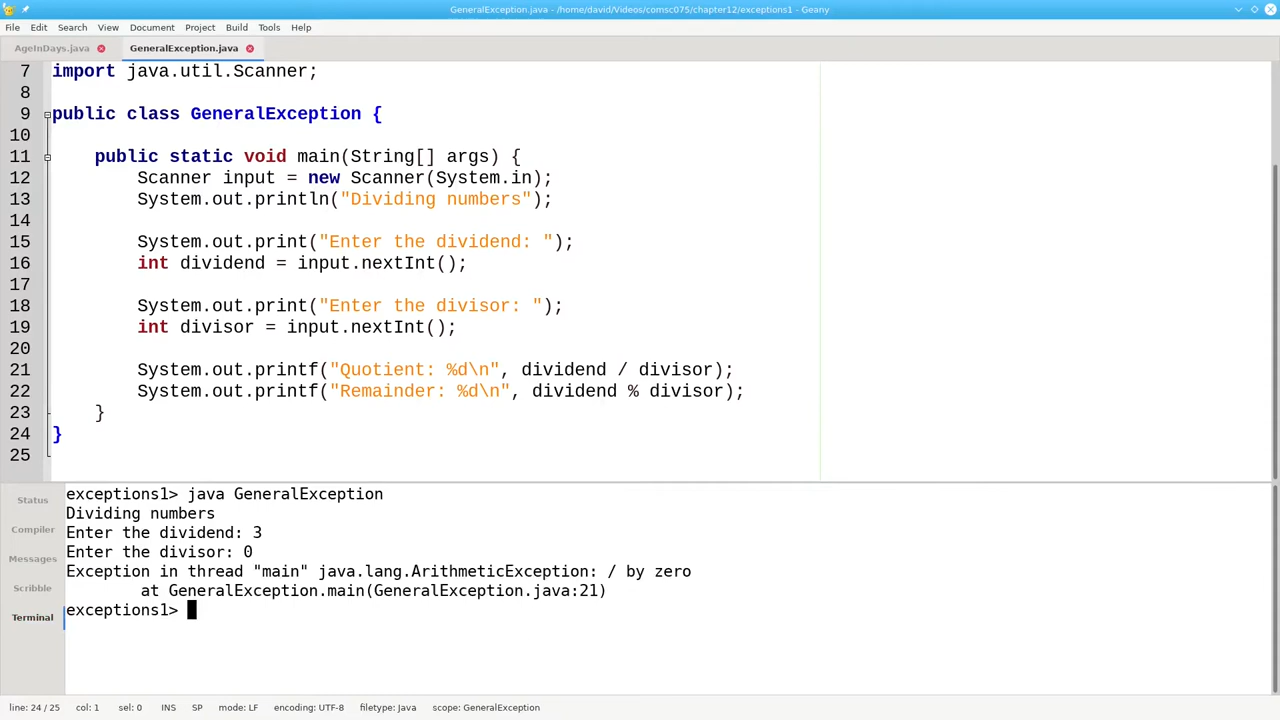 GeneralException.java - /home/david/Videos/comsc075/chapter12/exceptions1 - Geany
File Edit Search View Document Project Build Tools Help
AgeInDays.java GeneralException.java
7 import java.util.Scanner;
8
9 public class GeneralException {
10
11     public static void main(String[] args) {
12         Scanner input = new Scanner(System.in);
13         System.out.println("Dividing numbers");
14
15         System.out.print("Enter the dividend: ");
16         int dividend = input.nextInt();
17
18         System.out.print("Enter the divisor: ");
19         int divisor = input.nextInt();
20
21         System.out.printf("Quotient: %d\n", dividend / divisor);
22         System.out.printf("Remainder: %d\n", dividend % divisor);
23     }
24 }
25
Status
Compiler
Messages
Scribble
Terminal
exceptions1> java GeneralException
Dividing numbers
Enter the dividend: 3
Enter the divisor: 0
Exception in thread "main" java.lang.ArithmeticException: / by zero
        at GeneralException.main(GeneralException.java:21)
exceptions1>
line: 24 / 25 col: 1 sel: 0 INS SP mode: LF encoding: UTF-8 filetype: Java scope: GeneralException